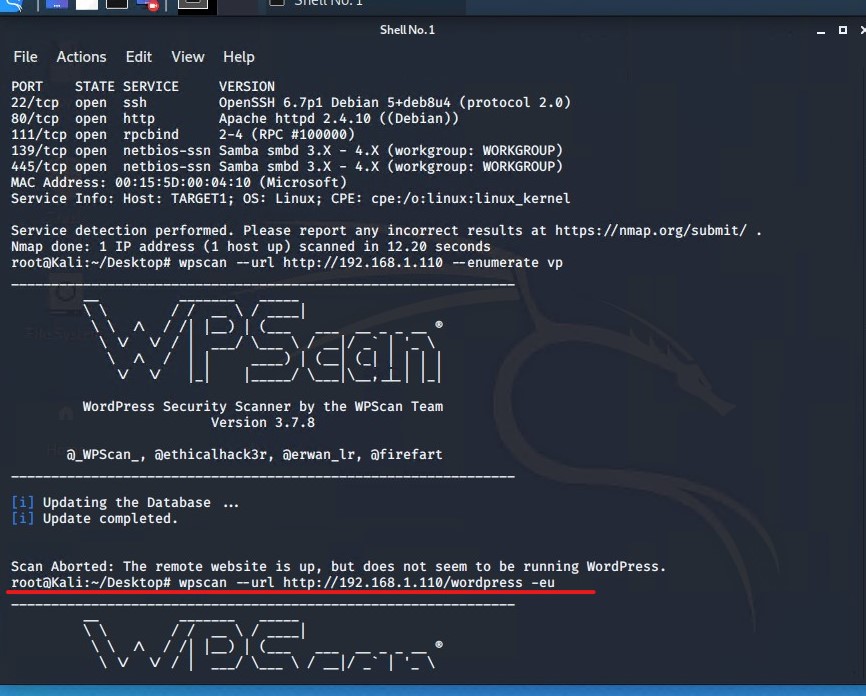 Shell No. 1
Shell No.1
File Actions Edit View Help
PORT STATE SERVICE VERSION
22/tcp open ssh OpenSSH 6.7p1 Debian 5+deb8u4 (protocol 2.0)
80/tcp open http Apache httpd 2.4.10 ((Debian))
111/tcp open rpcbind 2-4 (RPC #100000)
139/tcp open netbios-ssn Samba smbd 3.X - 4.X (workgroup: WORKGROUP)
445/tcp open netbios-ssn Samba smbd 3.X - 4.X (workgroup: WORKGROUP)
MAC Address: 00:15:5D:00:04:10 (Microsoft)
Service Info: Host: TARGET1; OS: Linux; CPE: cpe:/o:linux:linux_kernel
Service detection performed. Please report any incorrect results at https://nmap.org/submit/ .
Nmap done: 1 IP address (1 host up) scanned in 12.20 seconds
root@Kali:~/Desktop# wpscan --url http://192.168.1.110 --enumerate vp
WPScan ®
WordPress Security Scanner by the WPScan Team
Version 3.7.8
@_WPScan_, @ethicalhack3r, @erwan_lr, @firefart
[i] Updating the Database ...
[i] Update completed.
Scan Aborted: The remote website is up, but does not seem to be running WordPress.
root@Kali:~/Desktop# wpscan --url http://192.168.1.110/wordpress -eu
WPScan ®